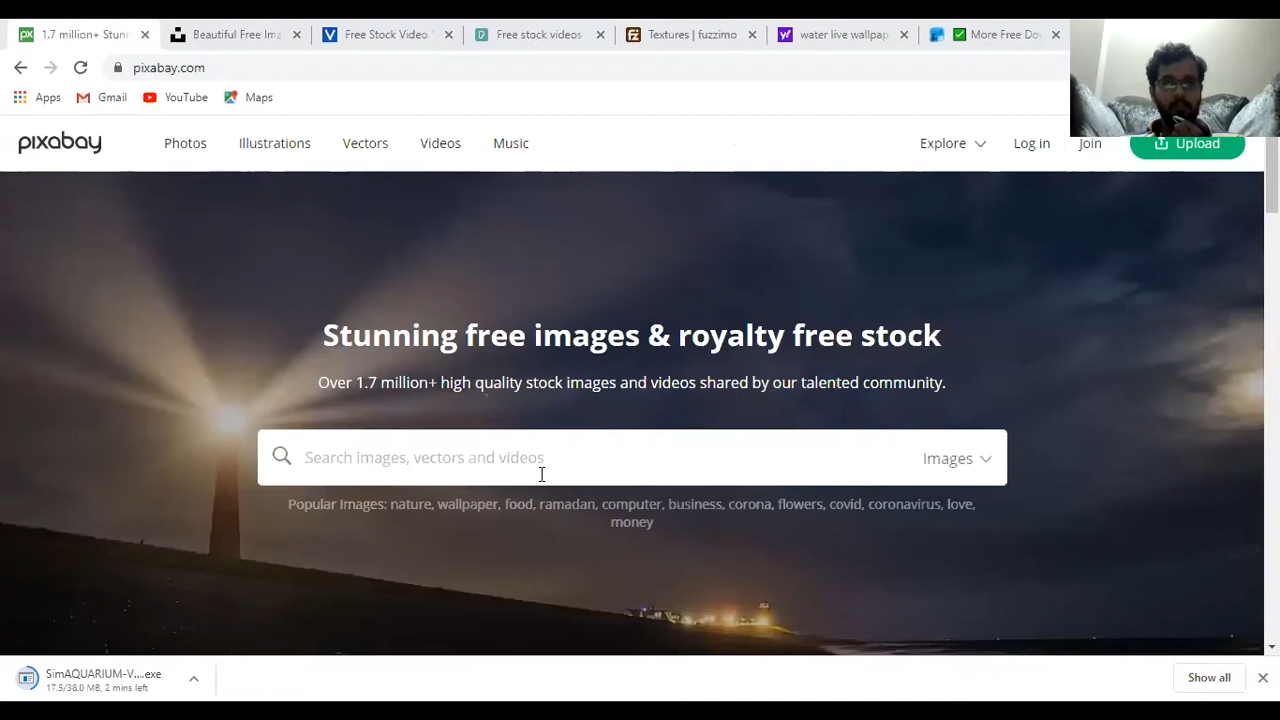 1.7 million+ Stunn
Beautiful Free Ima
Free Stock Video
Free stock videos
Textures | fuzzimo
water live wallpap
More Free Do
pixabay.com
Apps
Gmail
YouTube
Maps
pixabay
Photos
Illustrations
Vectors
Videos
Music
Explore
Log in
Join
Upload
Stunning free images & royalty free stock
Over 1.7 million+ high quality stock images and videos shared by our talented community.
Search images, vectors and videos
Images
Popular Images: nature, wallpaper, food, ramadan, computer, business, corona, flowers, covid, coronavirus, love,
money
SimAQUARIUM-V....exe
17.5/38.0 MB, 2 mins left
Show all